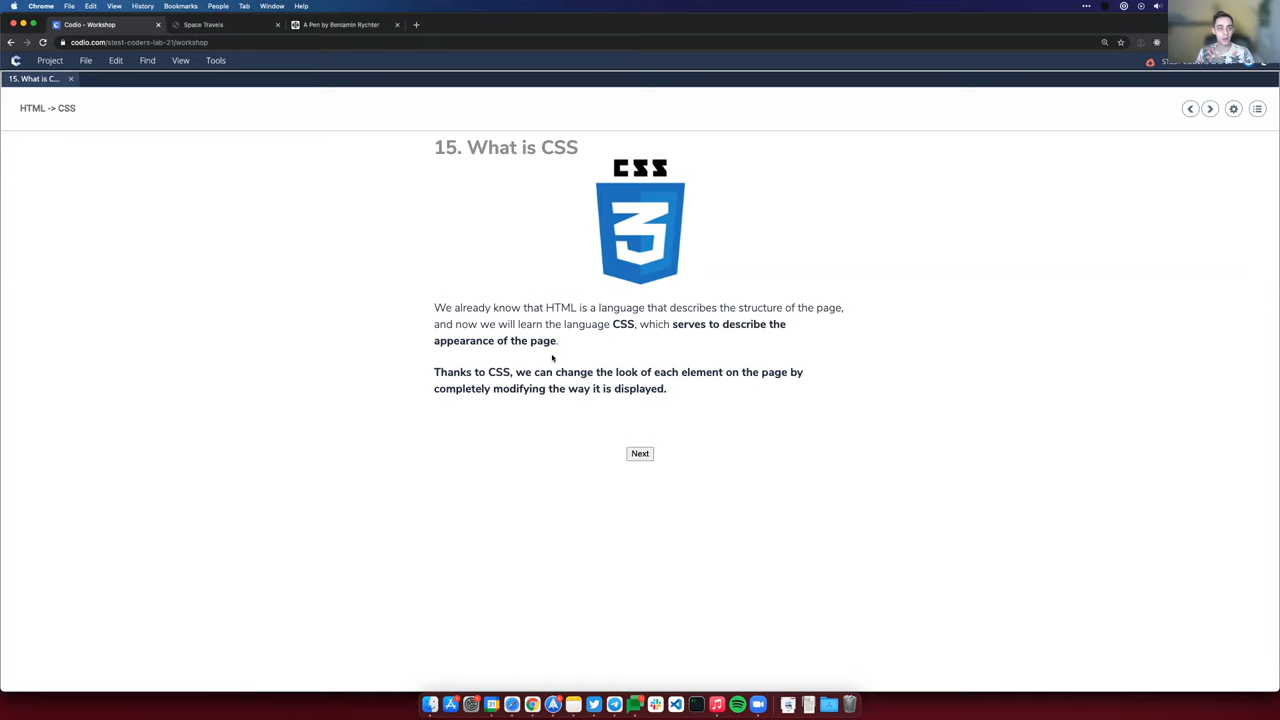 Chrome File Edit View History Bookmarks People Tab Window Help
Codio - Workshop
Space Travels
A Pen by Beniamin Rychter
codio.com/stest-coders-lab-21/workshop
Project File Edit Find View Tools
15. What is C...
HTML -> CSS
15. What is CSS
CSS
3
We already know that HTML is a language that describes the structure of the page,
and now we will learn the language CSS, which serves to describe the
appearance of the page.
Thanks to CSS, we can change the look of each element on the page by
completely modifying the way it is displayed.
Next